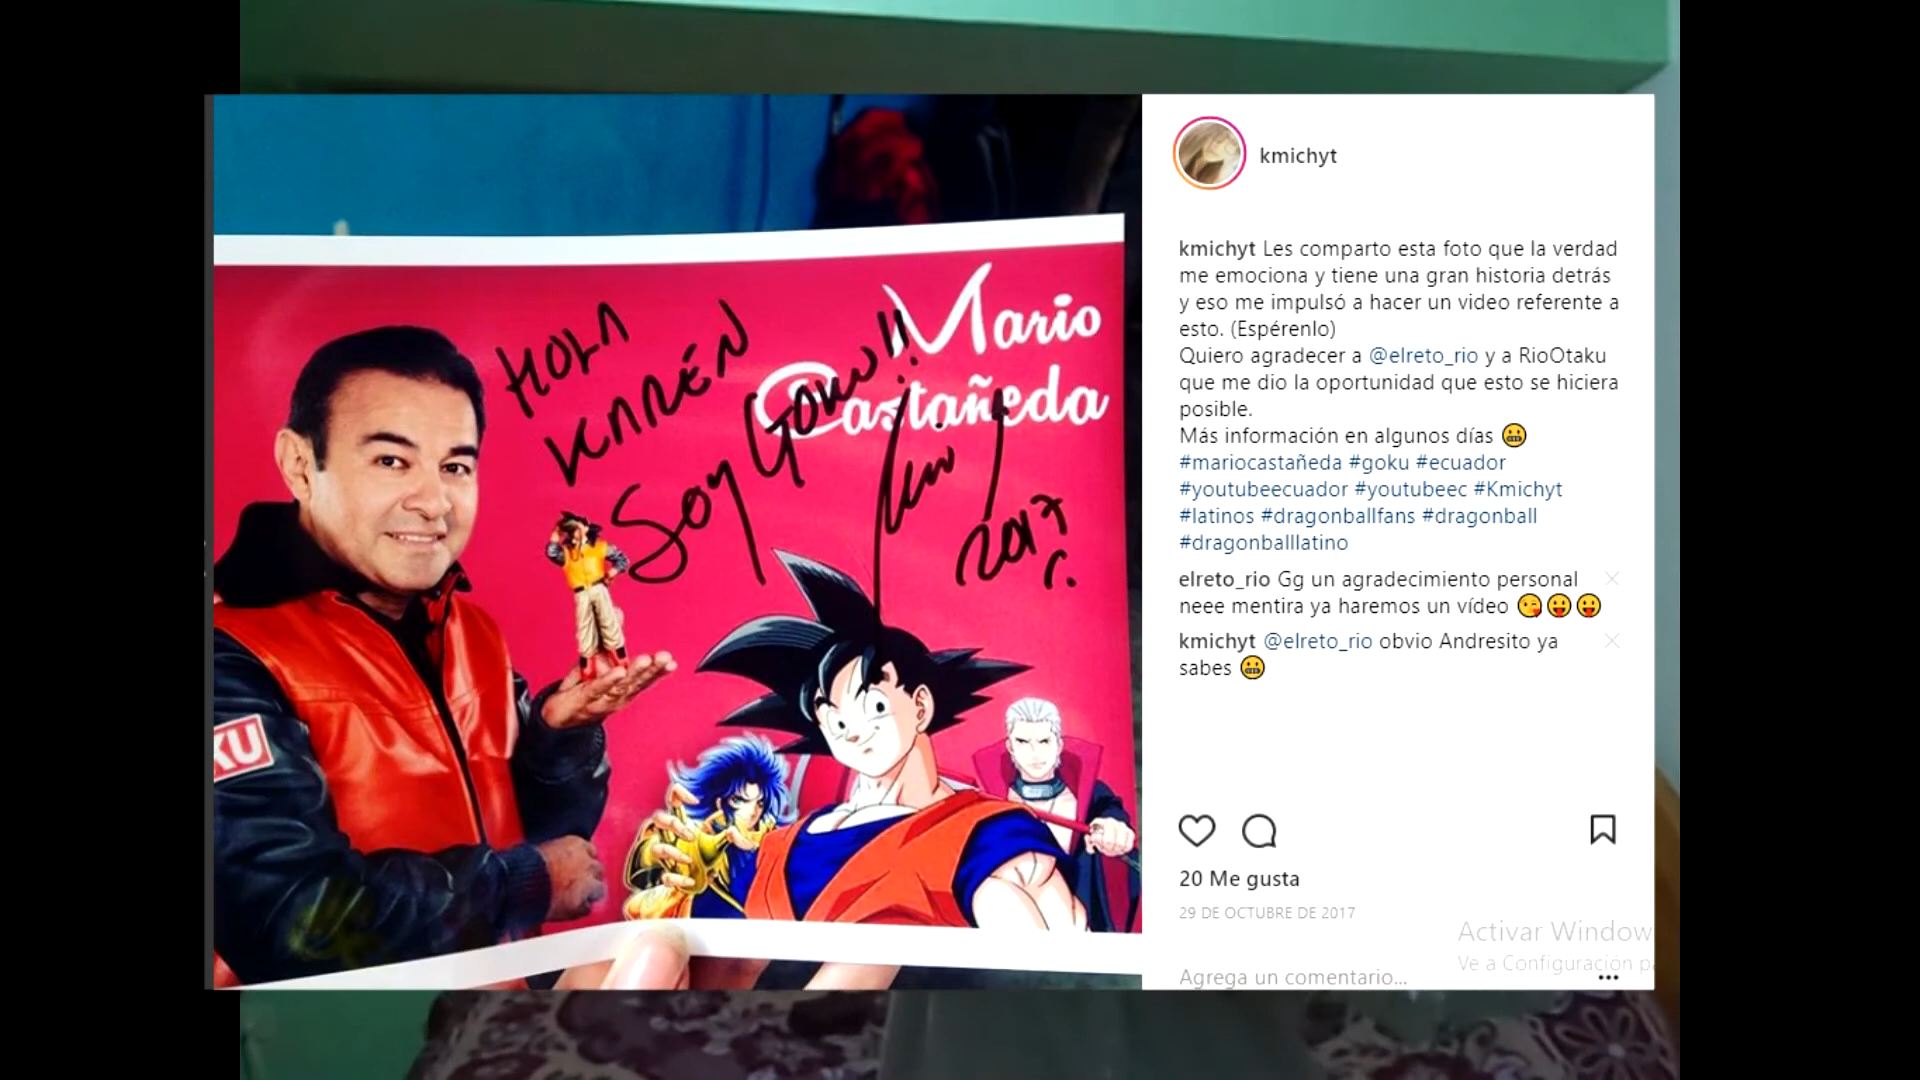 KU
HOLA
KARÉN
SOY GOKU!!
Mario
Castañeda
2017
kmichyt
kmichyt Les comparto esta foto que la verdad
me emociona y tiene una gran historia detrás
y eso me impulsó a hacer un video referente a
esto. (Espérenlo)
Quiero agradecer a @elreto_rio y a RioOtaku
que me dio la oportunidad que esto se hiciera
posible.
Más información en algunos días 😬
#mariocastañeda #goku #ecuador
#youtubeecuador #youtubeec #Kmichyt
#latinos #dragonballfans #dragonball
#dragonballlatino
elreto_rio Gg un agradecimiento personal
neee mentira ya haremos un vídeo 😘😛😛
kmichyt @elreto_rio obvio Andresito ya
sabes 😬
20 Me gusta
29 DE OCTUBRE DE 2017
Activar Window
Ve a Configuración pa
Agrega un comentario...